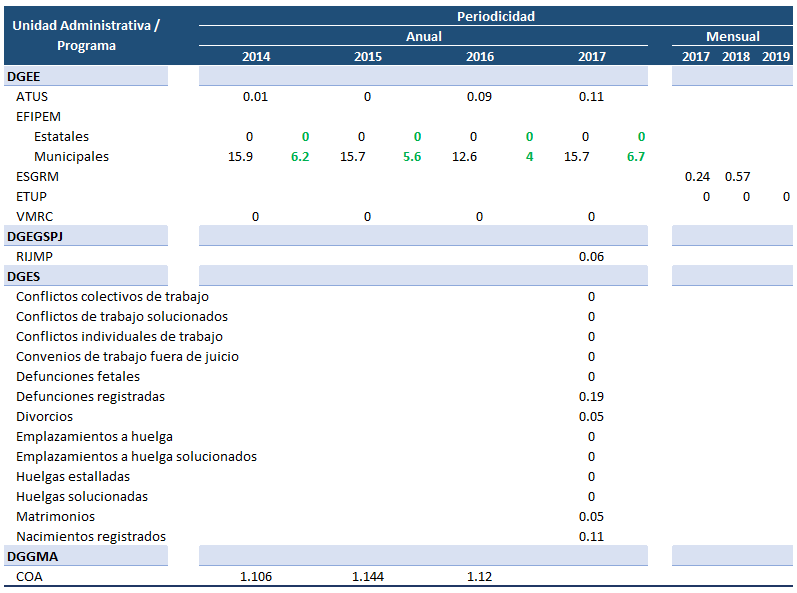 Unidad Administrativa / Programa
Periodicidad
Anual Mensual
2014 2015 2016 2017 2017 2018 2019
DGEE
ATUS 0.01 0 0.09 0.11
EFIPEM
Estatales 0 0 0 0 0 0 0 0
Municipales 15.9 6.2 15.7 5.6 12.6 4 15.7 6.7
ESGRM 0.24 0.57
ETUP 0 0 0
VMRC 0 0 0 0
DGEGSPJ
RIJMP 0.06
DGES
Conflictos colectivos de trabajo 0
Conflictos de trabajo solucionados 0
Conflictos individuales de trabajo 0
Convenios de trabajo fuera de juicio 0
Defunciones fetales 0
Defunciones registradas 0.19
Divorcios 0.05
Emplazamientos a huelga 0
Emplazamientos a huelga solucionados 0
Huelgas estalladas 0
Huelgas solucionadas 0
Matrimonios 0.05
Nacimientos registrados 0.11
DGGMA
COA 1.106 1.144 1.12